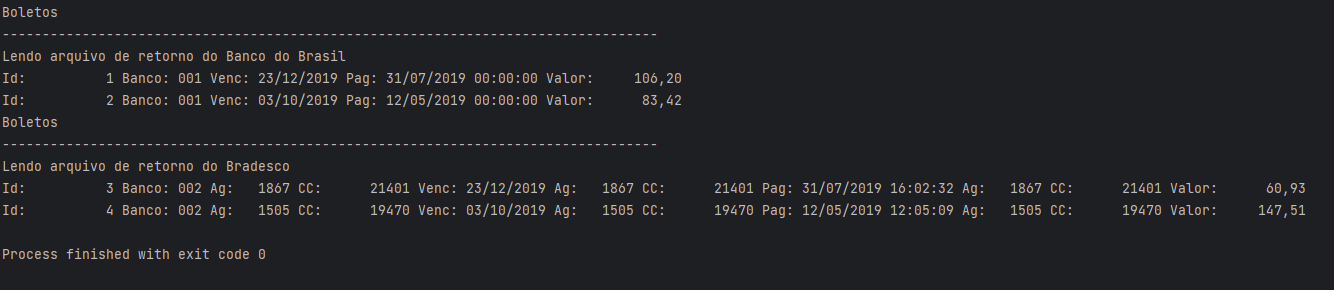 Boletos
----------------------------------------------------------------------------------
Lendo arquivo de retorno do Banco do Brasil
Id:          1 Banco: 001 Venc: 23/12/2019 Pag: 31/07/2019 00:00:00 Valor:     106,20
Id:          2 Banco: 001 Venc: 03/10/2019 Pag: 12/05/2019 00:00:00 Valor:      83,42
Boletos
----------------------------------------------------------------------------------
Lendo arquivo de retorno do Bradesco
Id:          3 Banco: 002 Ag:   1867 CC:      21401 Venc: 23/12/2019 Ag:   1867 CC:      21401 Pag: 31/07/2019 16:02:32 Ag:   1867 CC:      21401 Valor:      60,93
Id:          4 Banco: 002 Ag:   1505 CC:      19470 Venc: 03/10/2019 Ag:   1505 CC:      19470 Pag: 12/05/2019 12:05:09 Ag:   1505 CC:      19470 Valor:     147,51
Process finished with exit code 0